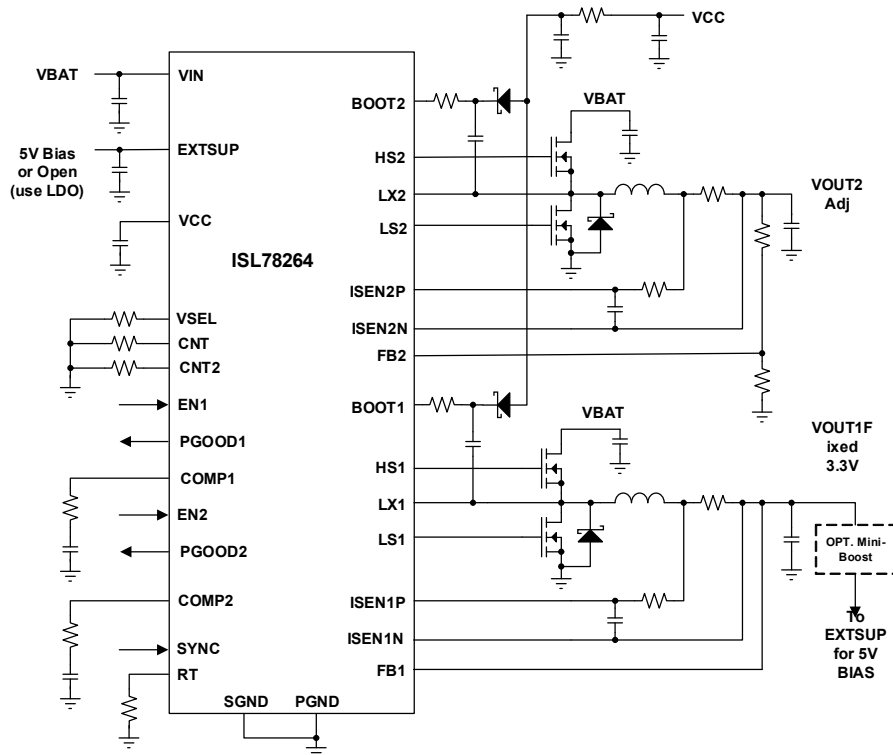 VCC
VBAT
VIN
5V Bias
or Open
(use LDO)
EXTSUP
VCC
ISL78264
VSEL
CNT
CNT2
EN1
PGOOD1
COMP1
EN2
PGOOD2
COMP2
SYNC
RT
SGND
PGND
BOOT2
HS2
LX2
LS2
ISEN2P
ISEN2N
FB2
BOOT1
HS1
LX1
LS1
ISEN1P
ISEN1N
FB1
VBAT
VOUT2
Adj
VBAT
VOUT1F
ixed
3.3V
OPT. Mini-
Boost
To
EXTSUP
for 5V
BIAS